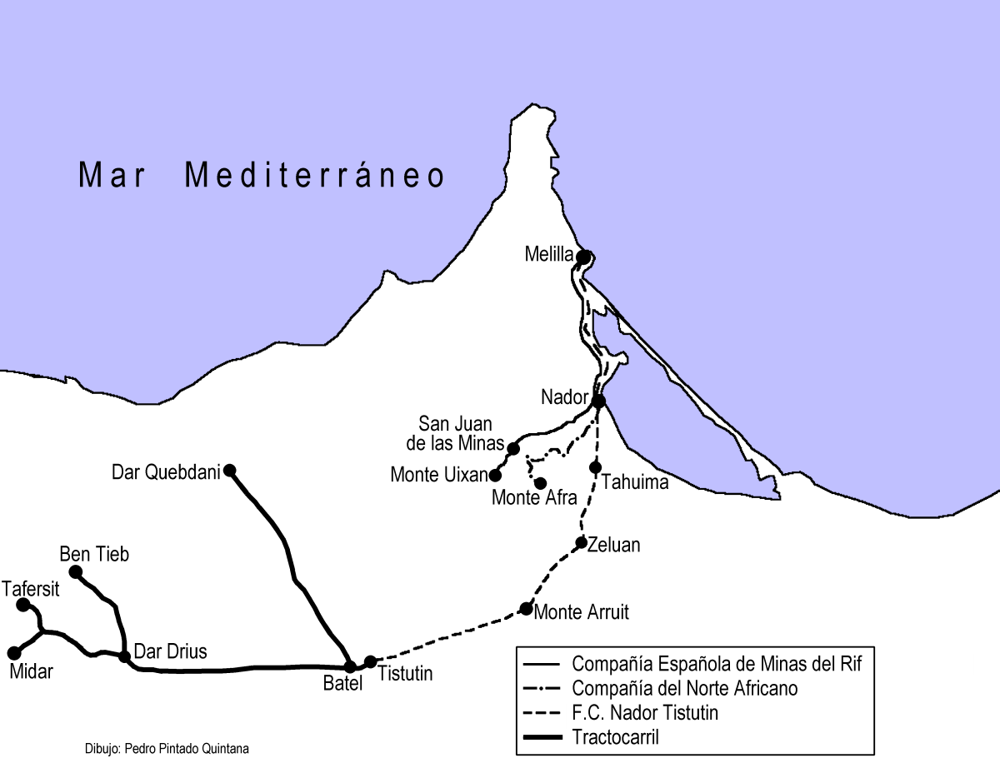 Mar Mediterráneo
Melilla
Nador
San Juan
de las Minas
Monte Uixan
Monte Afra
Tahuima
Dar Quebdani
Zeluan
Ben Tieb
Tafersit
Monte Arruit
Dar Drius
Midar
Batel
Tistutin
Compañía Española de Minas del Rif
Compañía del Norte Africano
F.C. Nador Tistutin
Tractocarril
Dibujo: Pedro Pintado Quintana